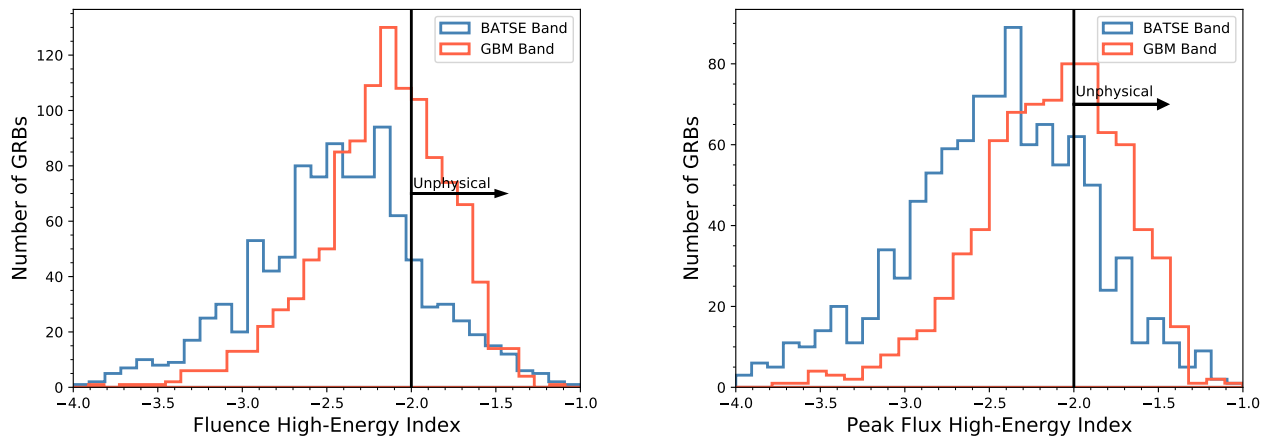 BATSE Band
GBM Band
Unphysical
Number of GRBs
0
20
40
60
80
100
120
−4.0 −3.5 −3.0 −2.5 −2.0 −1.5 −1.0
Fluence High-Energy Index
BATSE Band
GBM Band
Unphysical
Number of GRBs
0
20
40
60
80
−4.0 −3.5 −3.0 −2.5 −2.0 −1.5 −1.0
Peak Flux High-Energy Index